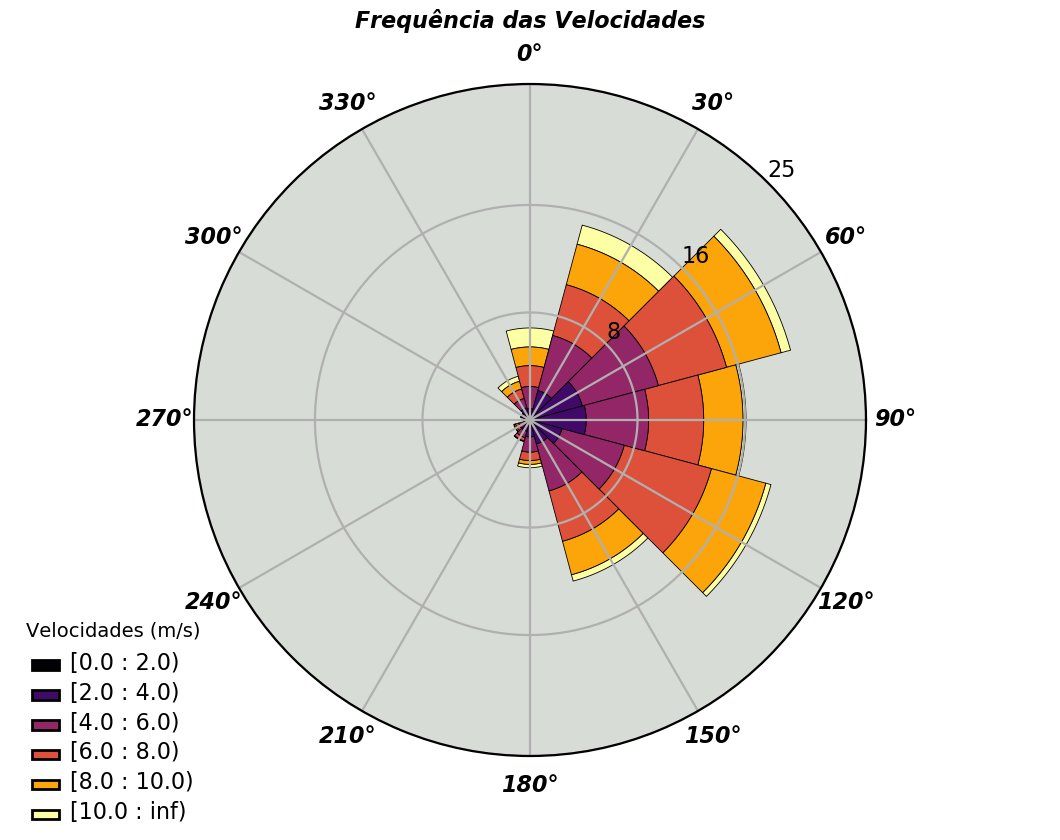 Frequência das Velocidades
0°
330°
30°
25
300°
60°
16
8
270°
90°
240°
120°
210°
150°
180°
Velocidades (m/s)
[0.0 : 2.0)
[2.0 : 4.0)
[4.0 : 6.0)
[6.0 : 8.0)
[8.0 : 10.0)
[10.0 : inf)